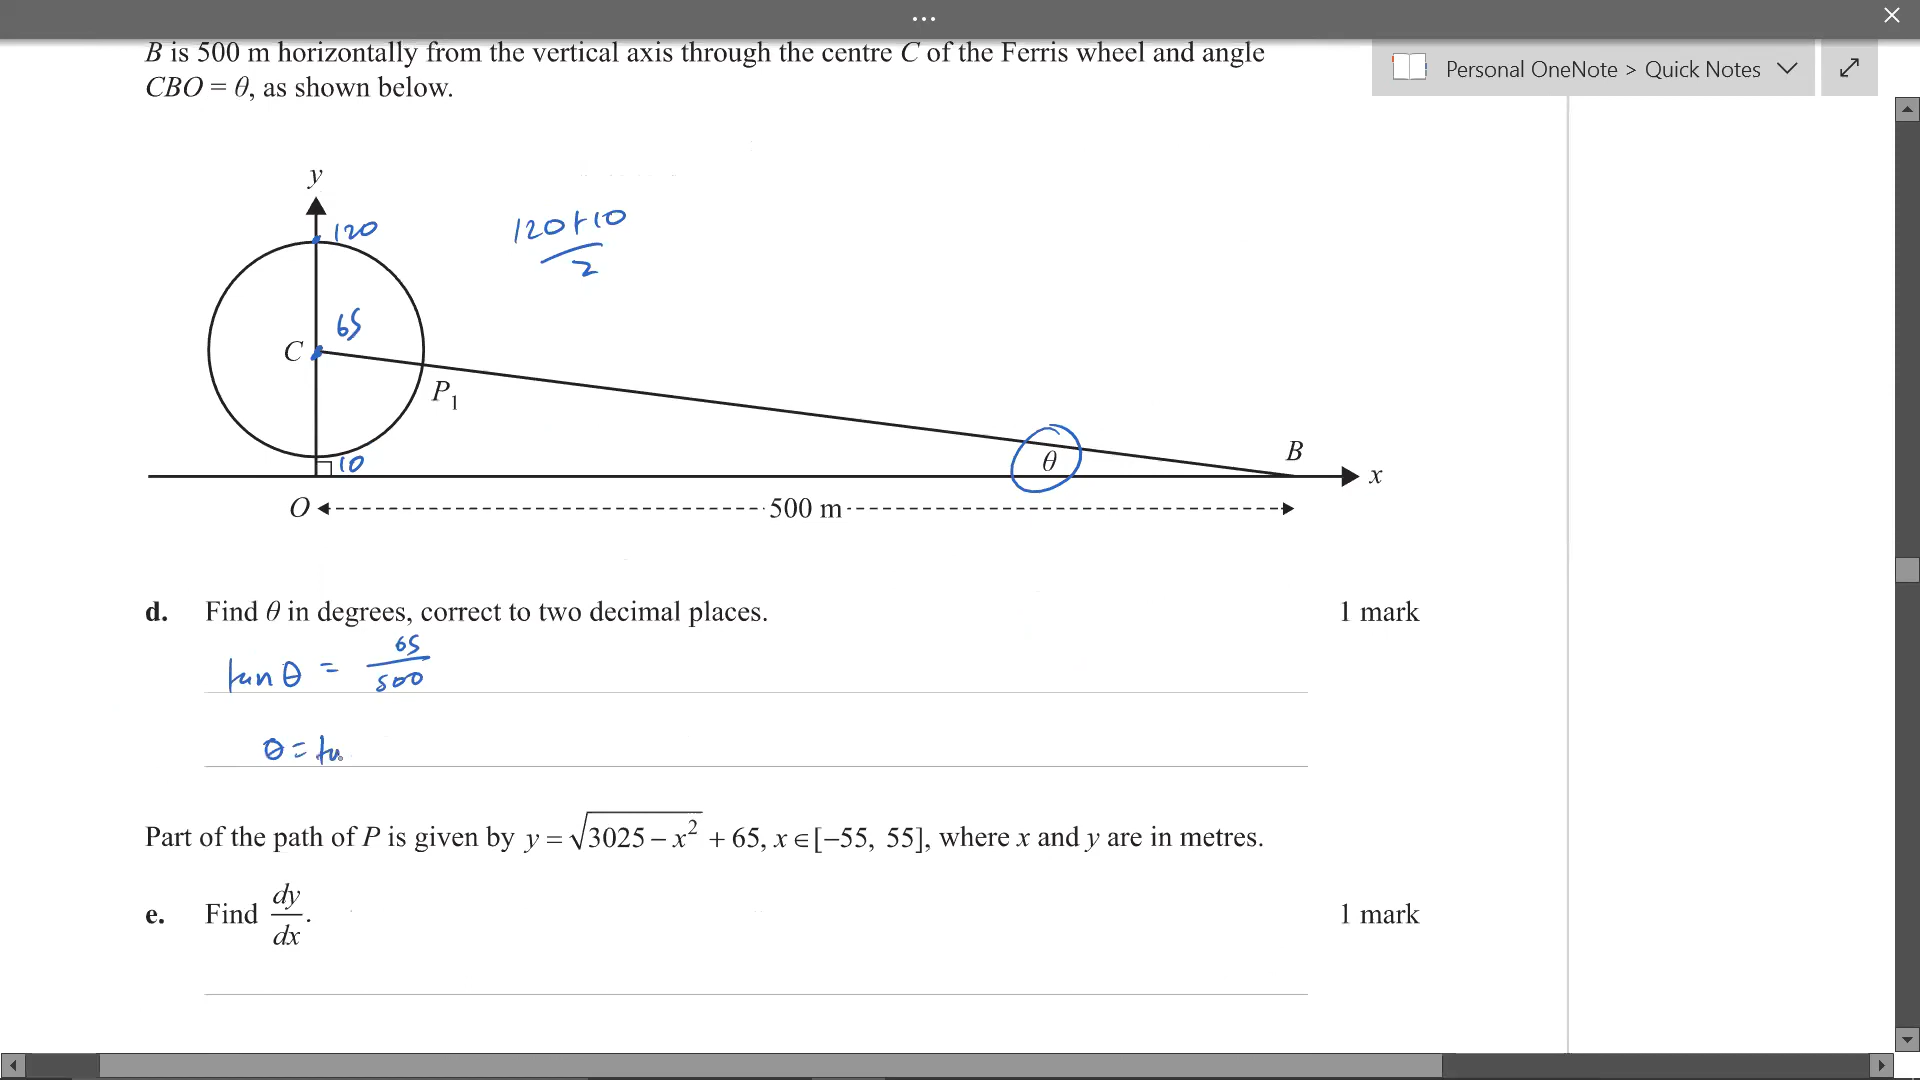 ...
B is 500 m horizontally from the vertical axis through the centre C of the Ferris wheel and angle
CBO = θ, as shown below.
Personal OneNote > Quick Notes
y
120
120+10
2
65
C
P₁
10
θ
B
x
O
500 m
d. Find θ in degrees, correct to two decimal places. 1 mark
tan θ = 65/500
θ = ta
Part of the path of P is given by y = √(3025 − x²) + 65, x ∈ [−55, 55], where x and y are in metres.
e. Find dy/dx. 1 mark